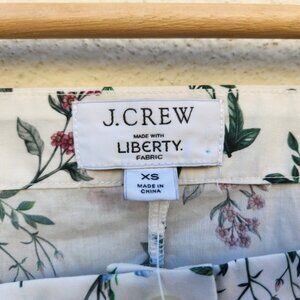 J.CREW
MADE WITH
LIBERTY.
FABRIC
XS
MADE IN
CHINA